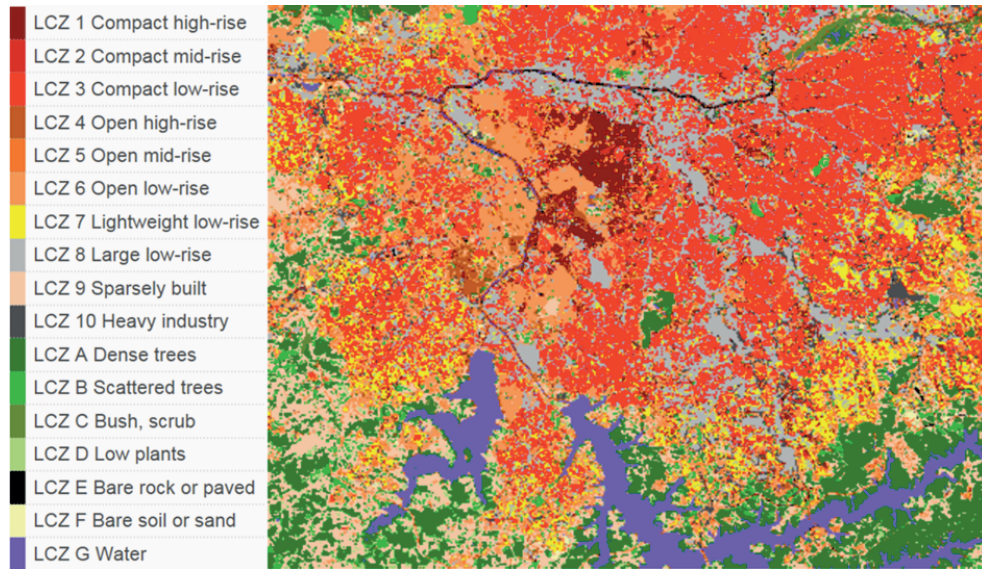 LCZ 1 Compact high-rise
LCZ 2 Compact mid-rise
LCZ 3 Compact low-rise
LCZ 4 Open high-rise
LCZ 5 Open mid-rise
LCZ 6 Open low-rise
LCZ 7 Lightweight low-rise
LCZ 8 Large low-rise
LCZ 9 Sparsely built
LCZ 10 Heavy industry
LCZ A Dense trees
LCZ B Scattered trees
LCZ C Bush, scrub
LCZ D Low plants
LCZ E Bare rock or paved
LCZ F Bare soil or sand
LCZ G Water